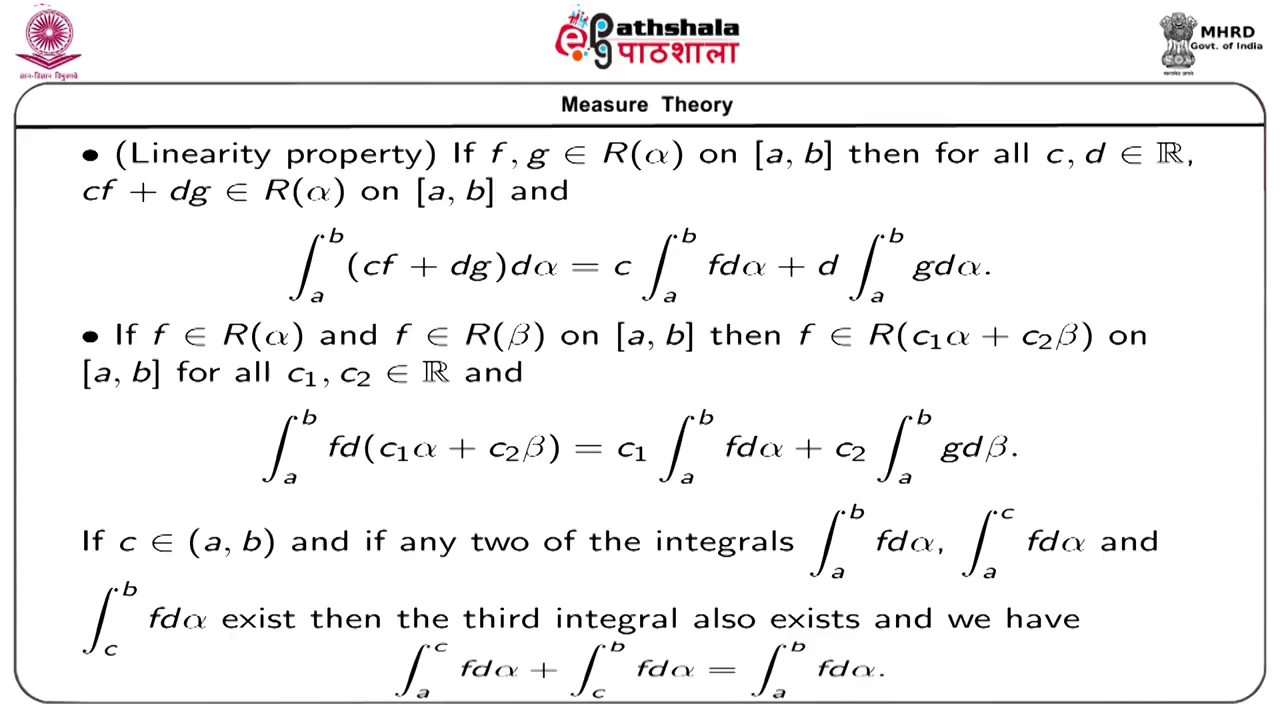 ज्ञान-विज्ञान विमुक्तये
ePathshala
पाठशाला
MHRD
Govt. of India
सत्यमेव जयते
Measure Theory
• (Linearity property) If f, g ∈ R(α) on [a, b] then for all c, d ∈ ℝ,
cf + dg ∈ R(α) on [a, b] and
∫_a^b (cf + dg)dα = c ∫_a^b fdα + d ∫_a^b gdα.
• If f ∈ R(α) and f ∈ R(β) on [a, b] then f ∈ R(c₁α + c₂β) on
[a, b] for all c₁, c₂ ∈ ℝ and
∫_a^b fd(c₁α + c₂β) = c₁ ∫_a^b fdα + c₂ ∫_a^b gdβ.
If c ∈ (a, b) and if any two of the integrals ∫_a^b fdα, ∫_a^c fdα and
∫_c^b fdα exist then the third integral also exists and we have
∫_a^c fdα + ∫_c^b fdα = ∫_a^b fdα.